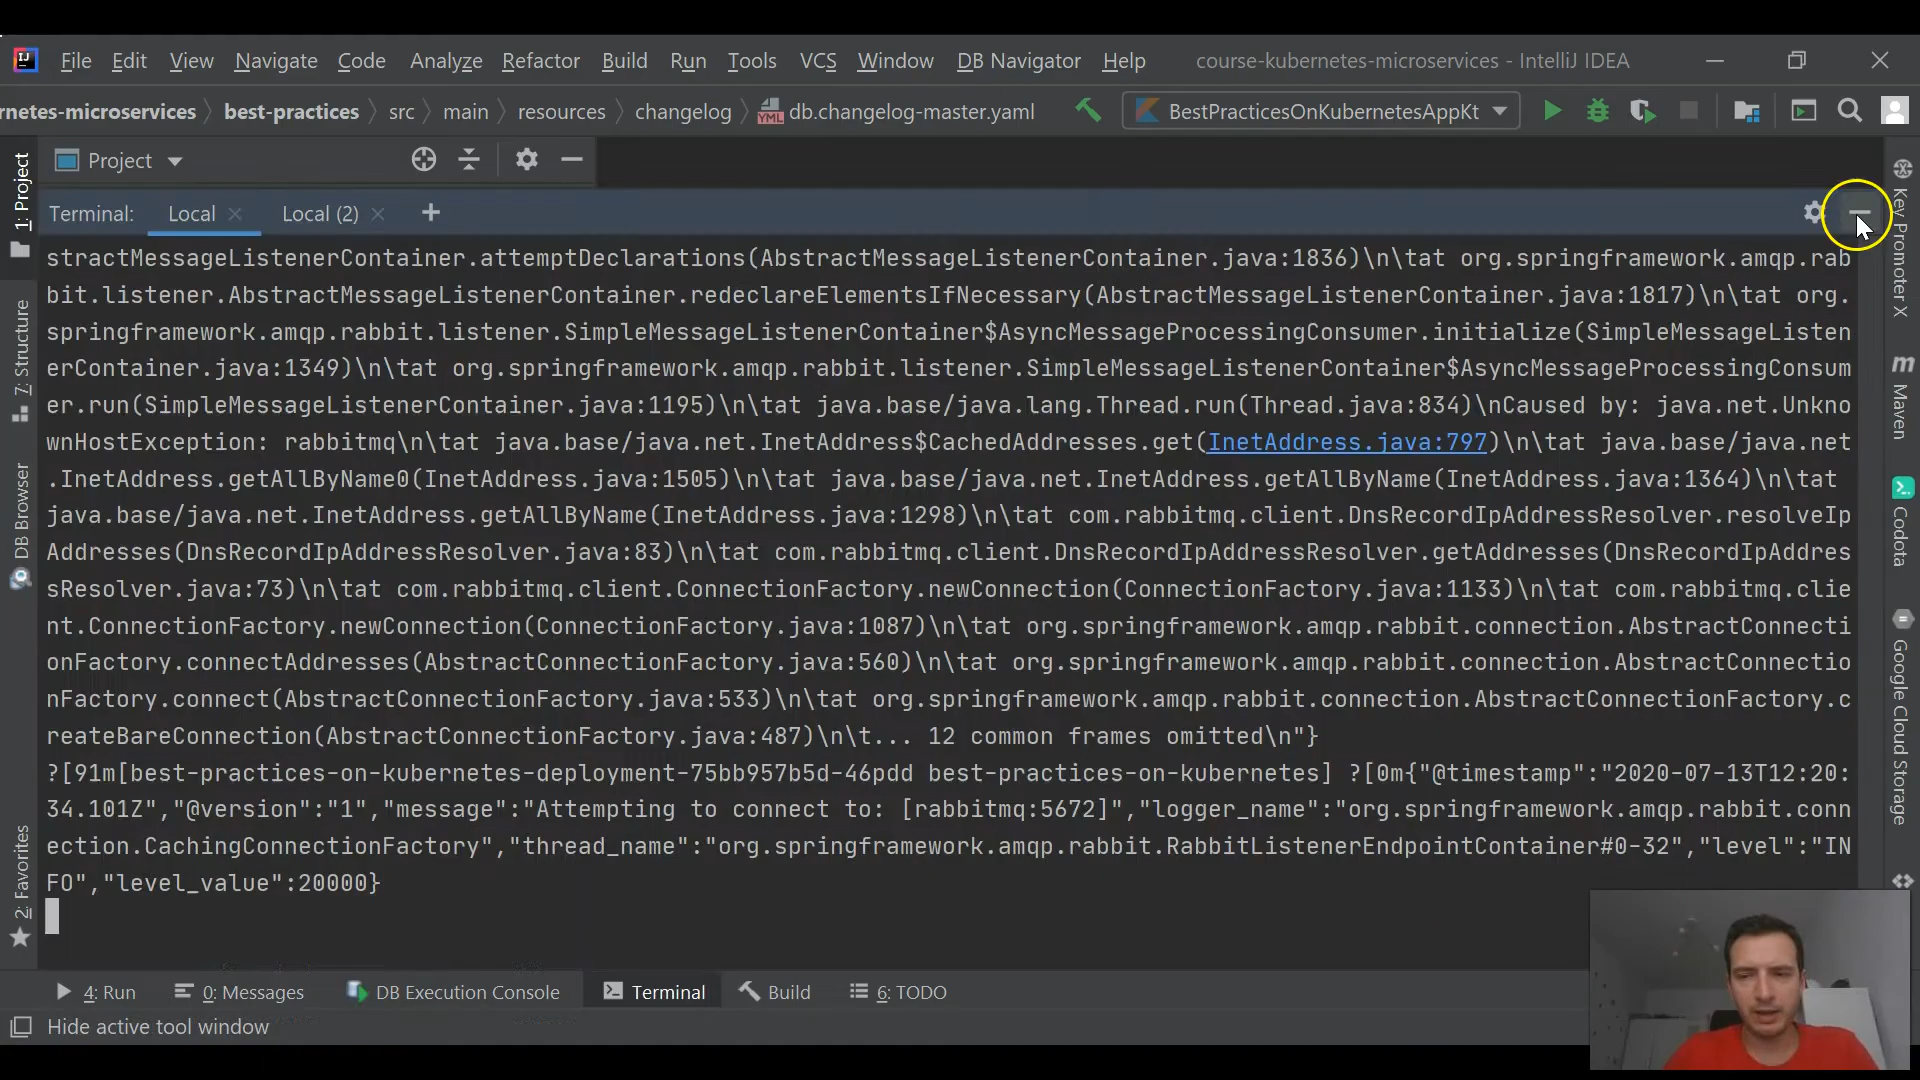 IJ File Edit View Navigate Code Analyze Refactor Build Run Tools VCS Window DB Navigator Help course-kubernetes-microservices - IntelliJ IDEA
rnetes-microservices best-practices src main resources changelog YML db.changelog-master.yaml BestPracticesOnKubernetesAppKt
Project
Terminal: Local Local (2) +
stractMessageListenerContainer.attemptDeclarations(AbstractMessageListenerContainer.java:1836)\n\tat org.springframework.amqp.rab
bit.listener.AbstractMessageListenerContainer.redeclareElementsIfNecessary(AbstractMessageListenerContainer.java:1817)\n\tat org.
springframework.amqp.rabbit.listener.SimpleMessageListenerContainer$AsyncMessageProcessingConsumer.initialize(SimpleMessageListen
erContainer.java:1349)\n\tat org.springframework.amqp.rabbit.listener.SimpleMessageListenerContainer$AsyncMessageProcessingConsum
er.run(SimpleMessageListenerContainer.java:1195)\n\tat java.base/java.lang.Thread.run(Thread.java:834)\nCaused by: java.net.Unkno
wnHostException: rabbitmq\n\tat java.base/java.net.InetAddress$CachedAddresses.get(InetAddress.java:797)\n\tat java.base/java.net
.InetAddress.getAllByName0(InetAddress.java:1505)\n\tat java.base/java.net.InetAddress.getAllByName(InetAddress.java:1364)\n\tat
java.base/java.net.InetAddress.getAllByName(InetAddress.java:1298)\n\tat com.rabbitmq.client.DnsRecordIpAddressResolver.resolveIp
Addresses(DnsRecordIpAddressResolver.java:83)\n\tat com.rabbitmq.client.DnsRecordIpAddressResolver.getAddresses(DnsRecordIpAddres
sResolver.java:73)\n\tat com.rabbitmq.client.ConnectionFactory.newConnection(ConnectionFactory.java:1133)\n\tat com.rabbitmq.clie
nt.ConnectionFactory.newConnection(ConnectionFactory.java:1087)\n\tat org.springframework.amqp.rabbit.connection.AbstractConnecti
onFactory.connectAddresses(AbstractConnectionFactory.java:560)\n\tat org.springframework.amqp.rabbit.connection.AbstractConnectio
nFactory.connect(AbstractConnectionFactory.java:533)\n\tat org.springframework.amqp.rabbit.connection.AbstractConnectionFactory.c
reateBareConnection(AbstractConnectionFactory.java:487)\n\t... 12 common frames omitted\n"}
?[91m[best-practices-on-kubernetes-deployment-75bb957b5d-46pdd best-practices-on-kubernetes] ?[0m{"@timestamp":"2020-07-13T12:20:
34.101Z","@version":"1","message":"Attempting to connect to: [rabbitmq:5672]","logger_name":"org.springframework.amqp.rabbit.conn
ection.CachingConnectionFactory","thread_name":"org.springframework.amqp.rabbit.RabbitListenerEndpointContainer#0-32","level":"IN
FO","level_value":20000}
1: Project
7: Structure
DB Browser
2: Favorites
Key Promoter X
m Maven
Codota
Google Cloud Storage
4: Run 0: Messages DB Execution Console Terminal Build 6: TODO
Hide active tool window